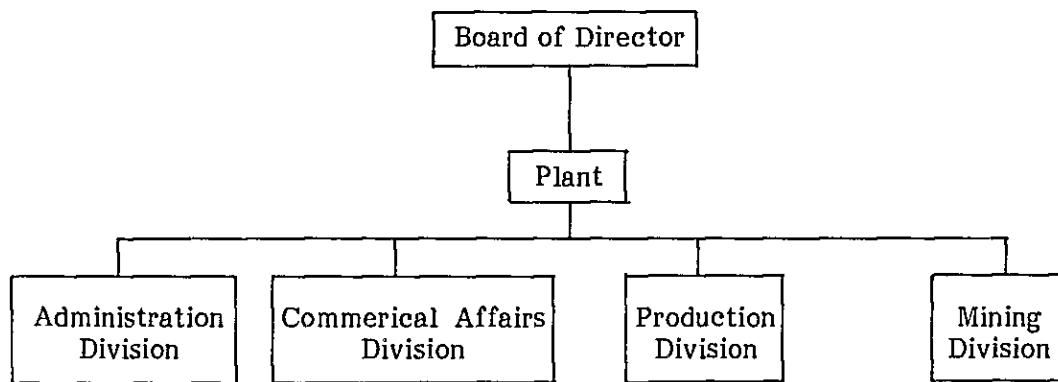 Board of Director
Plant
Administration
Division
Commerical Affairs
Division
Production
Division
Mining
Division